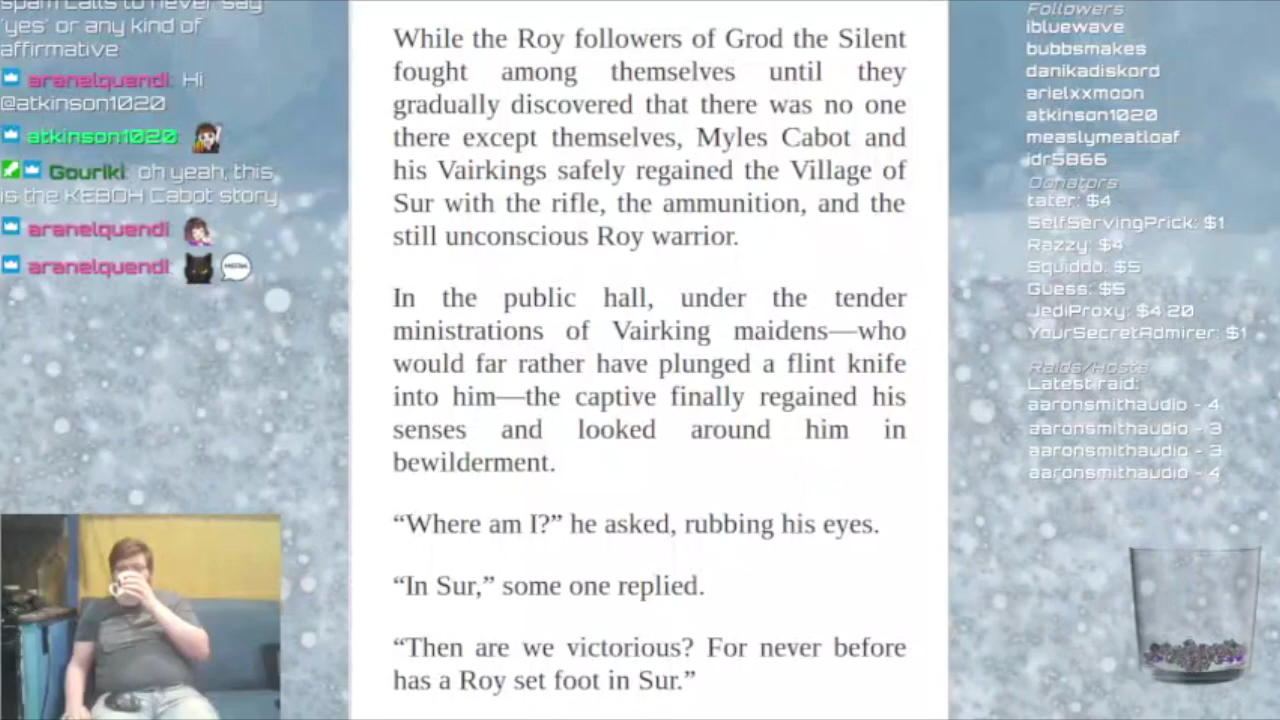 spam calls to never say
'yes' or any kind of
affirmative
aranelquendi: Hi
@atkinson1020
atkinson1020:
Gouriki: oh yeah, this
is the KEBOH Cabot story
aranelquendi:
aranelquendi:
While the Roy followers of Grod the Silent
fought among themselves until they
gradually discovered that there was no one
there except themselves, Myles Cabot and
his Vairkings safely regained the Village of
Sur with the rifle, the ammunition, and the
still unconscious Roy warrior.
In the public hall, under the tender
ministrations of Vairking maidens—who
would far rather have plunged a flint knife
into him—the captive finally regained his
senses and looked around him in
bewilderment.
“Where am I?” he asked, rubbing his eyes.
“In Sur,” some one replied.
“Then are we victorious? For never before
has a Roy set foot in Sur.”
Followers
ibluewave
bubbsmakes
danikadiskord
arielxxmoon
atkinson1020
measlymeatloaf
idr5866
Donators
tater: $4
SelfServingPrick: $1
Razzy: $4
Squiddo: $5
Guess: $5
JediProxy: $4.20
YourSecretAdmirer: $1
Raids/Hosts
Latest raid:
aaronsmithaudio - 4
aaronsmithaudio - 3
aaronsmithaudio - 3
aaronsmithaudio - 4